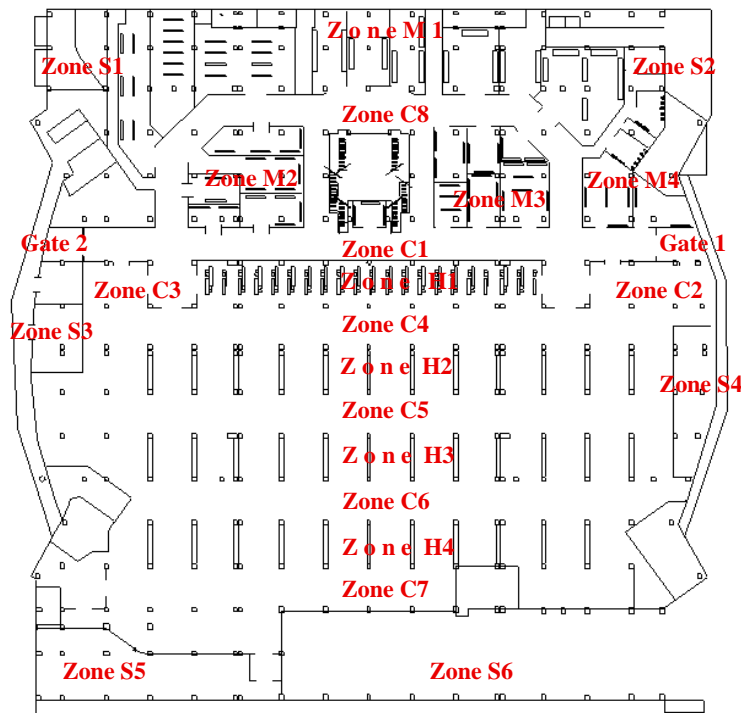 Zone M1
Zone S1
Zone S2
Zone C8
Zone M2
Zone M3
Zone M4
Gate 2
Zone C1
Gate 1
Zone C3
Zone H1
Zone C2
Zone S3
Zone C4
Zone H2
Zone S4
Zone C5
Zone H3
Zone C6
Zone H4
Zone C7
Zone S5
Zone S6